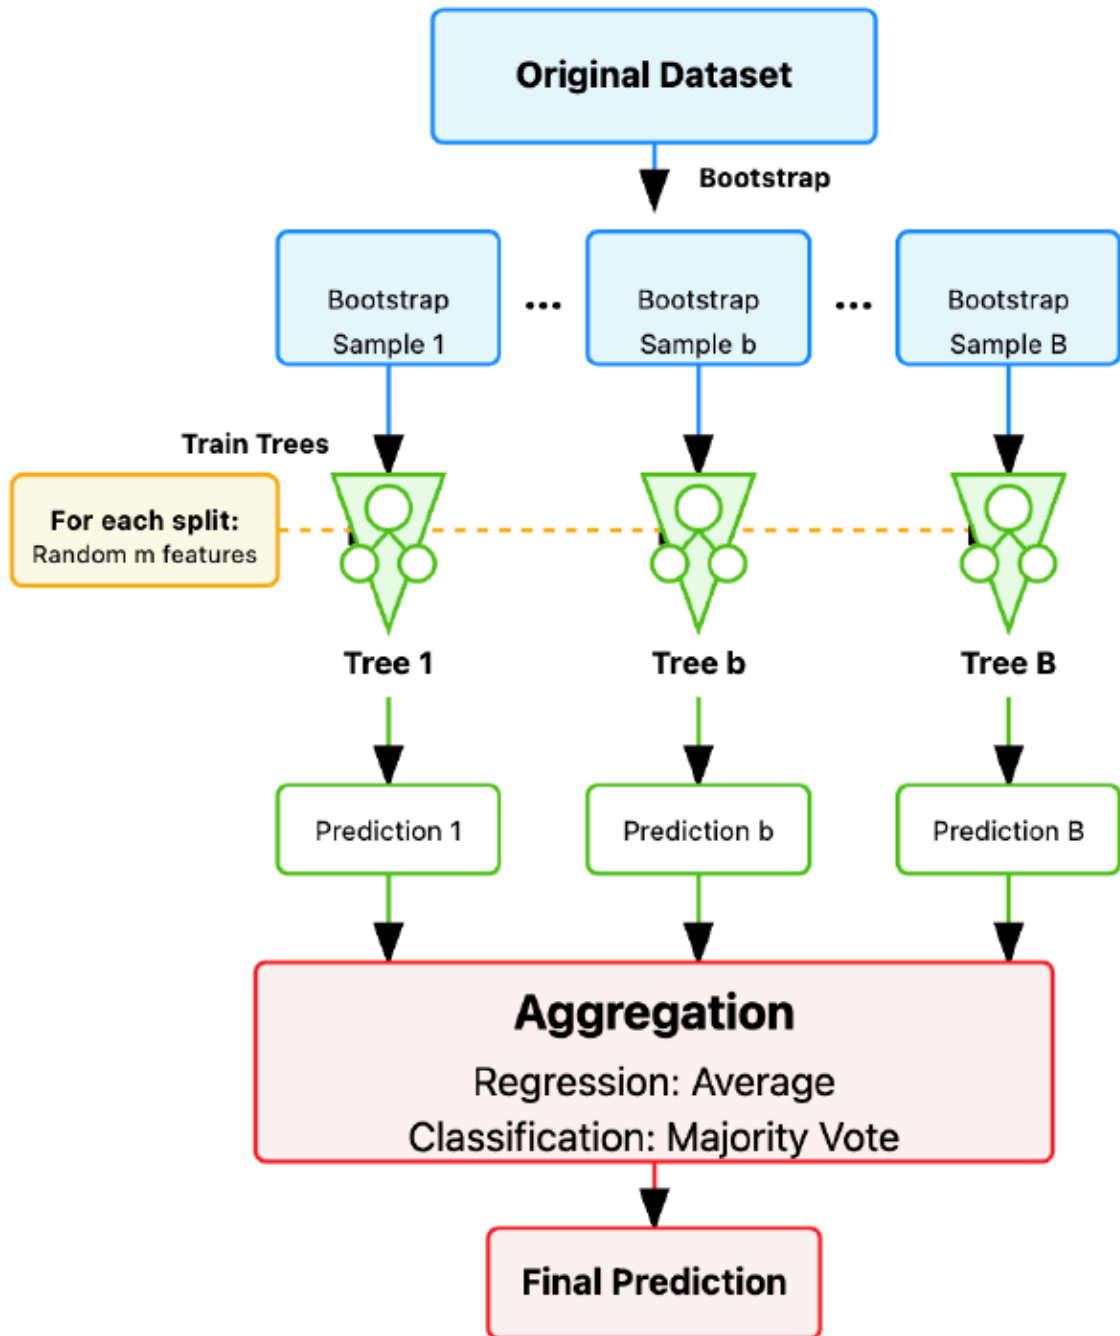 Original Dataset
Bootstrap
Bootstrap
Sample 1
...
Bootstrap
Sample b
...
Bootstrap
Sample B
Train Trees
For each split:
Random m features
Tree 1
Tree b
Tree B
Prediction 1
Prediction b
Prediction B
Aggregation
Regression: Average
Classification: Majority Vote
Final Prediction